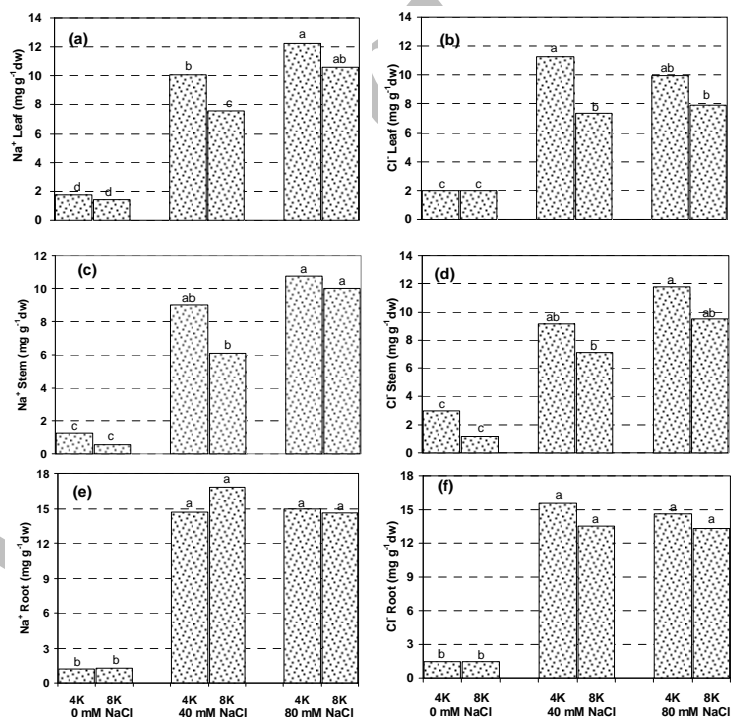 (a)
Na⁺ Leaf (mg g⁻¹dw)
14
12
10
8
6
4
2
0
d d b c a ab
(b)
Cl⁻ Leaf (mg g⁻¹dw)
14
12
10
8
6
4
2
0
c c a b ab b
(c)
Na⁺ Stem (mg g⁻¹dw)
12
10
8
6
4
2
0
c c ab b a a
(d)
Cl⁻ Stem (mg g⁻¹dw)
14
12
10
8
6
4
2
0
c c ab b a ab
(e)
Na⁺ Root (mg g⁻¹dw)
18
15
12
9
6
3
0
b b a a a a
4K 8K 4K 8K 4K 8K
0 mM NaCl 40 mM NaCl 80 mM NaCl
(f)
Cl⁻ Root (mg g⁻¹dw)
18
15
12
9
6
3
0
b b a a a a
4K 8K 4K 8K 4K 8K
0 mM NaCl 40 mM NaCl 80 mM NaCl